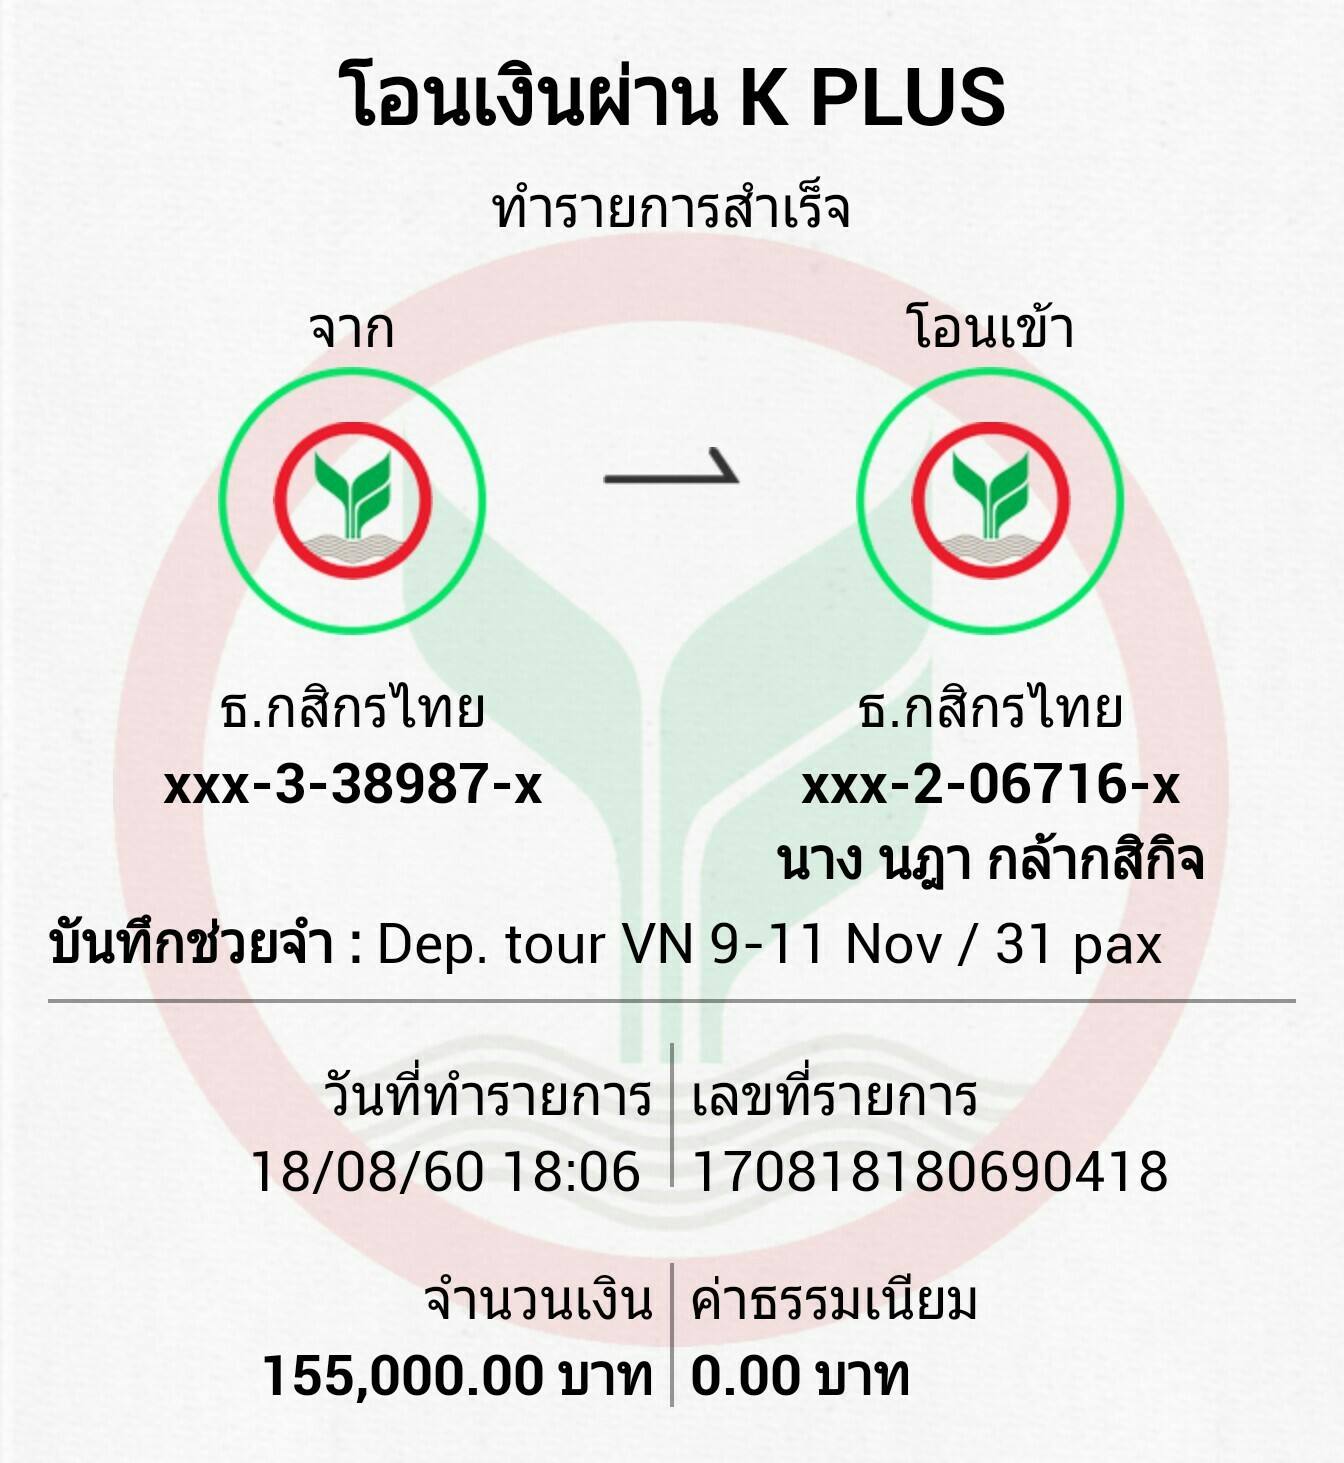 โอนเงินผ่าน K PLUS
ทำรายการสำเร็จ
จาก
โอนเข้า
ธ.กสิกรไทย
xxx-3-38987-x
ธ.กสิกรไทย
xxx-2-06716-x
นาง นฎา กล้ากสิกิจ
บันทึกช่วยจำ : Dep. tour VN 9-11 Nov / 31 pax
วันที่ทำรายการ
18/08/60 18:06
เลขที่รายการ
170818180690418
จำนวนเงิน
155,000.00 บาท
ค่าธรรมเนียม
0.00 บาท